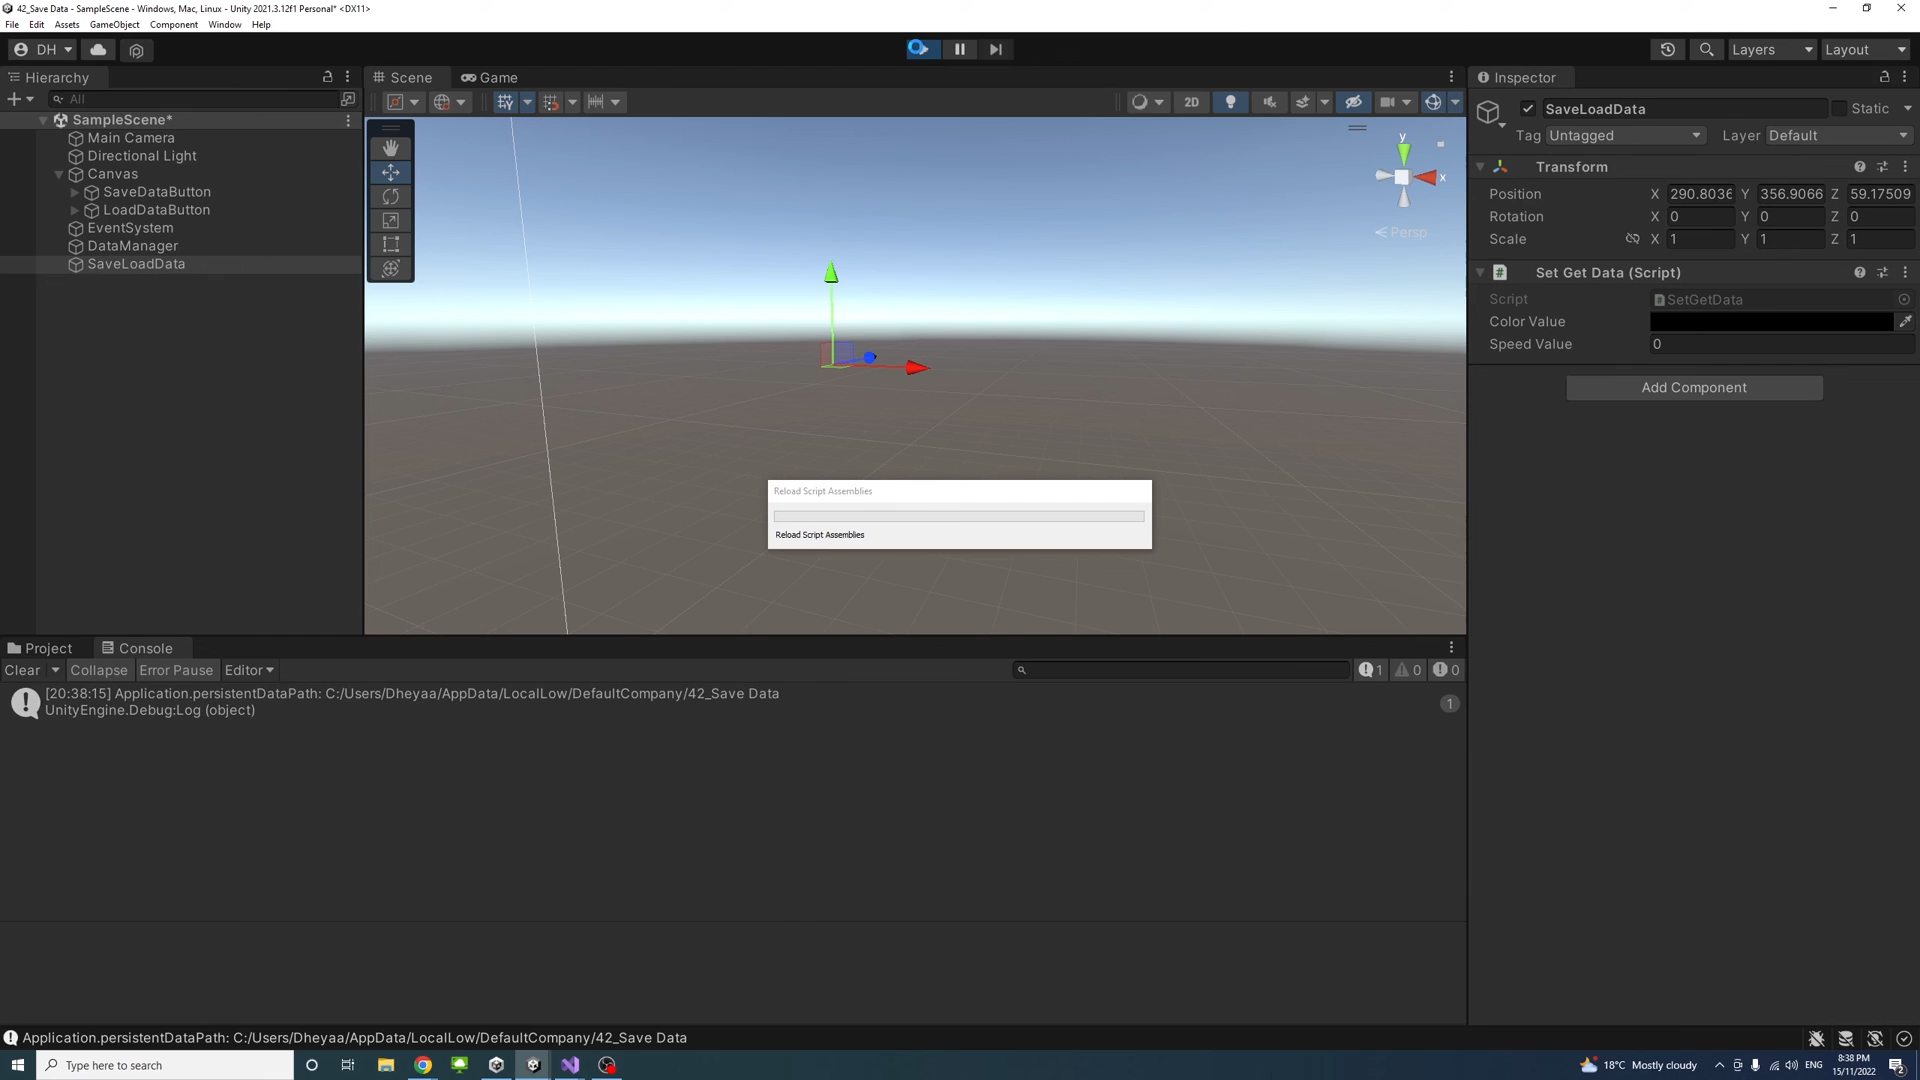 42_Save Data - SampleScene - Windows, Mac, Linux - Unity 2021.3.12f1 Personal* <DX11>
File Edit Assets GameObject Component Window Help
DH Layers Layout
Hierarchy
All
SampleScene*
Main Camera
Directional Light
Canvas
SaveDataButton
LoadDataButton
EventSystem
DataManager
SaveLoadData
Scene Game
2D
y
x
Persp
Reload Script Assemblies
Reload Script Assemblies
Inspector
SaveLoadData Static
Tag Untagged Layer Default
Transform
Position X 290.8036 Y 356.9066 Z 59.17509
Rotation X 0 Y 0 Z 0
Scale X 1 Y 1 Z 1
# Set Get Data (Script)
Script SetGetData
Color Value
Speed Value 0
Add Component
Project Console
Clear Collapse Error Pause Editor 1 0 0
[20:38:15] Application.persistentDataPath: C:/Users/Dheyaa/AppData/LocalLow/DefaultCompany/42_Save Data
UnityEngine.Debug:Log (object)
1
Application.persistentDataPath: C:/Users/Dheyaa/AppData/LocalLow/DefaultCompany/42_Save Data
Type here to search
18°C Mostly cloudy ENG
8:38 PM
15/11/2022
2